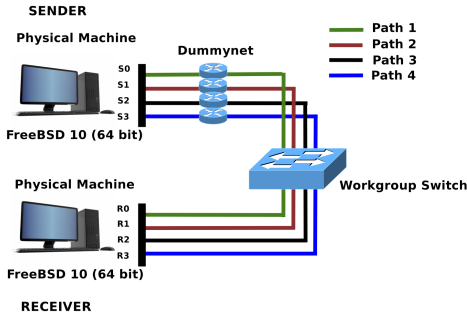 SENDER
Physical Machine
Dummynet
Path 1
Path 2
Path 3
Path 4
S0
S1
S2
S3
FreeBSD 10 (64 bit)
Workgroup Switch
Physical Machine
R0
R1
R2
R3
FreeBSD 10 (64 bit)
RECEIVER